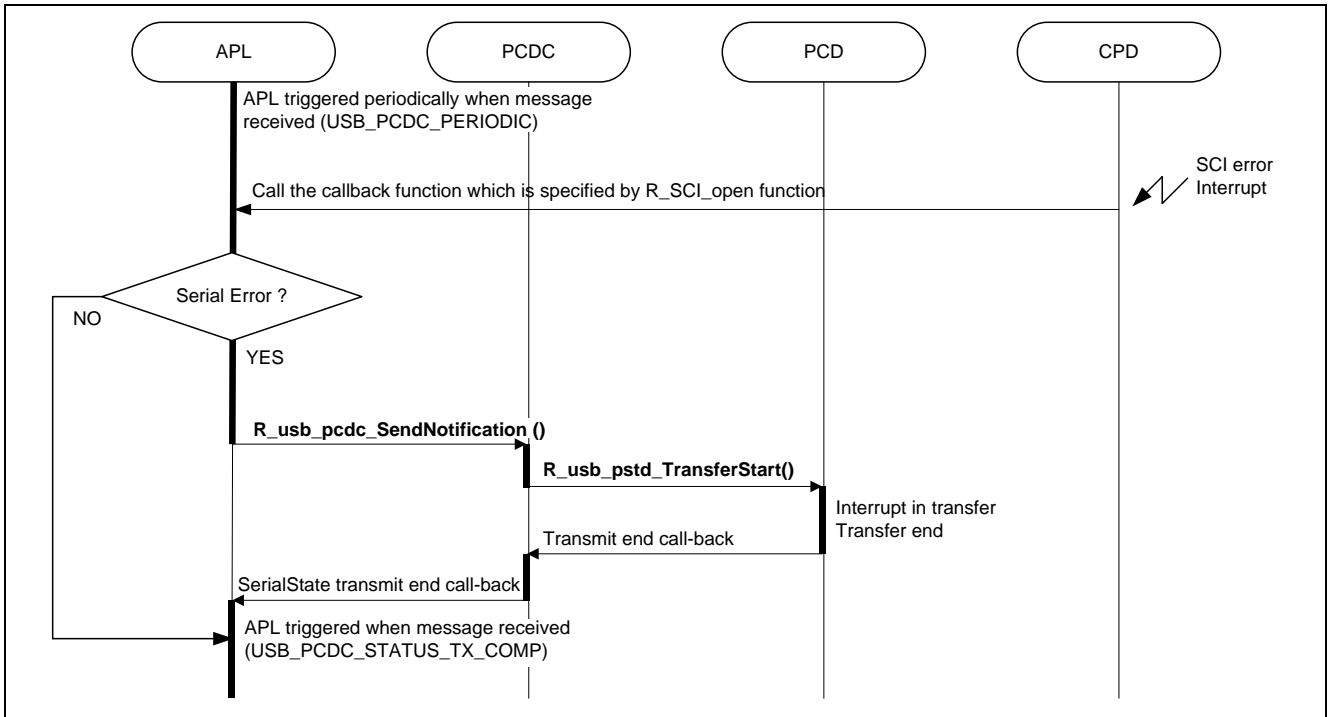 APL
PCDC
PCD
CPD
APL triggered periodically when message
received (USB_PCDC_PERIODIC)
SCI error
Interrupt
Call the callback function which is specified by R_SCI_open function
Serial Error ?
NO
YES
R_usb_pcdc_SendNotification ()
R_usb_pstd_TransferStart()
Interrupt in transfer
Transfer end
Transmit end call-back
SerialState transmit end call-back
APL triggered when message received
(USB_PCDC_STATUS_TX_COMP)